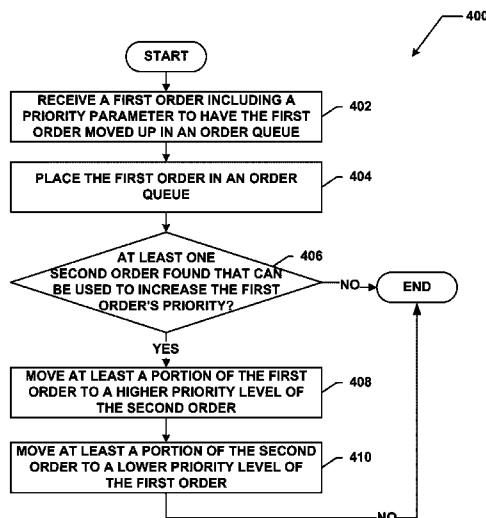 400
START
RECEIVE A FIRST ORDER INCLUDING A
PRIORITY PARAMETER TO HAVE THE FIRST
ORDER MOVED UP IN AN ORDER QUEUE
402
PLACE THE FIRST ORDER IN AN ORDER
QUEUE
404
AT LEAST ONE
SECOND ORDER FOUND THAT CAN
BE USED TO INCREASE THE FIRST
ORDER'S PRIORITY?
406
NO
END
YES
MOVE AT LEAST A PORTION OF THE FIRST
ORDER TO A HIGHER PRIORITY LEVEL OF
THE SECOND ORDER
408
MOVE AT LEAST A PORTION OF THE SECOND
ORDER TO A LOWER PRIORITY LEVEL OF
THE FIRST ORDER
410
NO